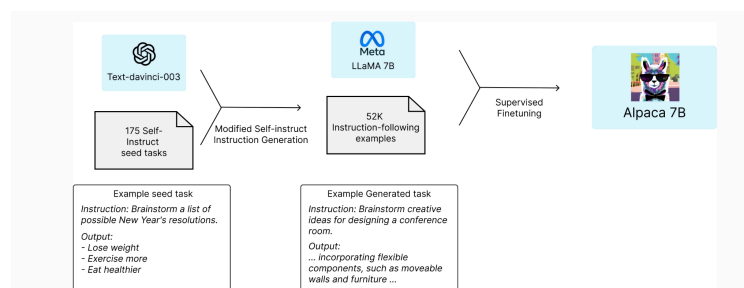 Text-davinci-003
175 Self-
Instruct
seed tasks
Modified Self-instruct
Instruction Generation
Meta
LLaMA 7B
52K
Instruction-following
examples
Supervised
Finetuning
Alpaca 7B
Example seed task
Instruction: Brainstorm a list of
possible New Year's resolutions.
Output:
- Lose weight
- Exercise more
- Eat healthier
Example Generated task
Instruction: Brainstorm creative
ideas for designing a conference
room.
Output:
... incorporating flexible
components, such as moveable
walls and furniture ...